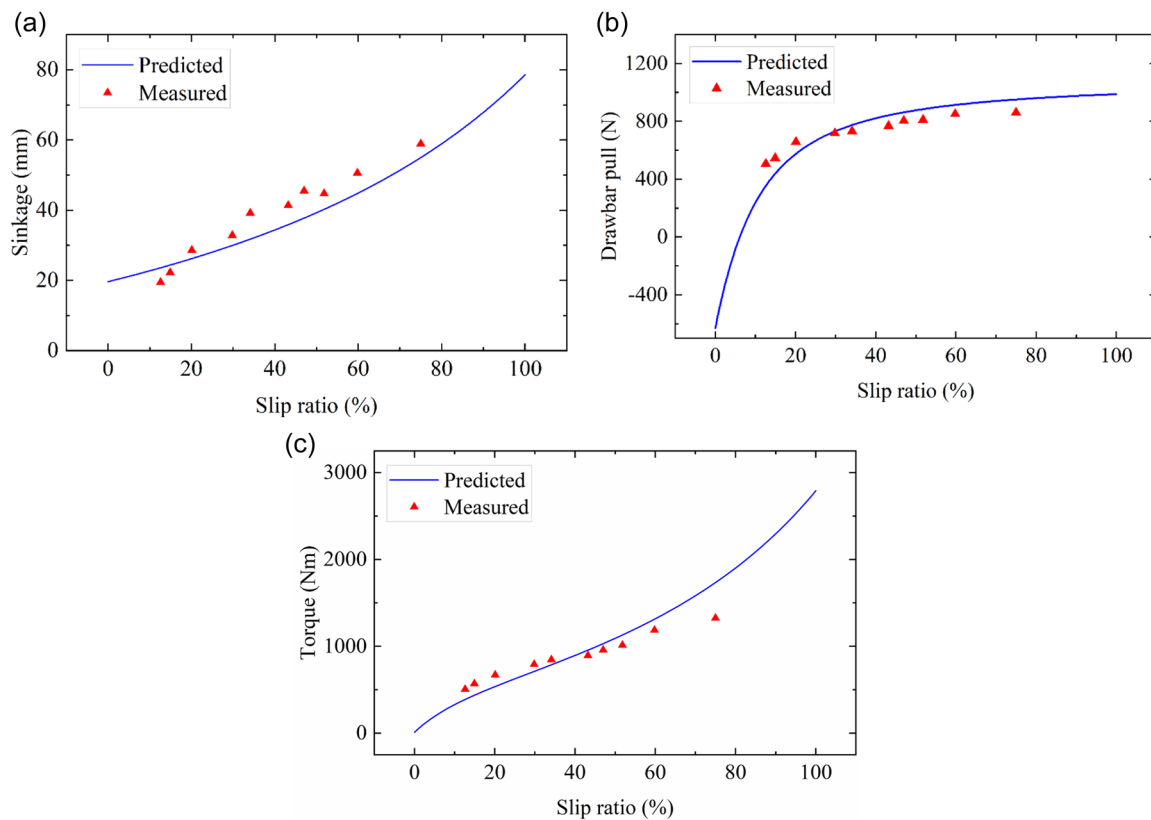 (a)
Predicted
Measured
80
60
40
20
0
Sinkage (mm)
0 20 40 60 80 100
Slip ratio (%)
(b)
Predicted
Measured
1200
800
400
0
-400
Drawbar pull (N)
0 20 40 60 80 100
Slip ratio (%)
(c)
Predicted
Measured
3000
2000
1000
0
Torque (Nm)
0 20 40 60 80 100
Slip ratio (%)